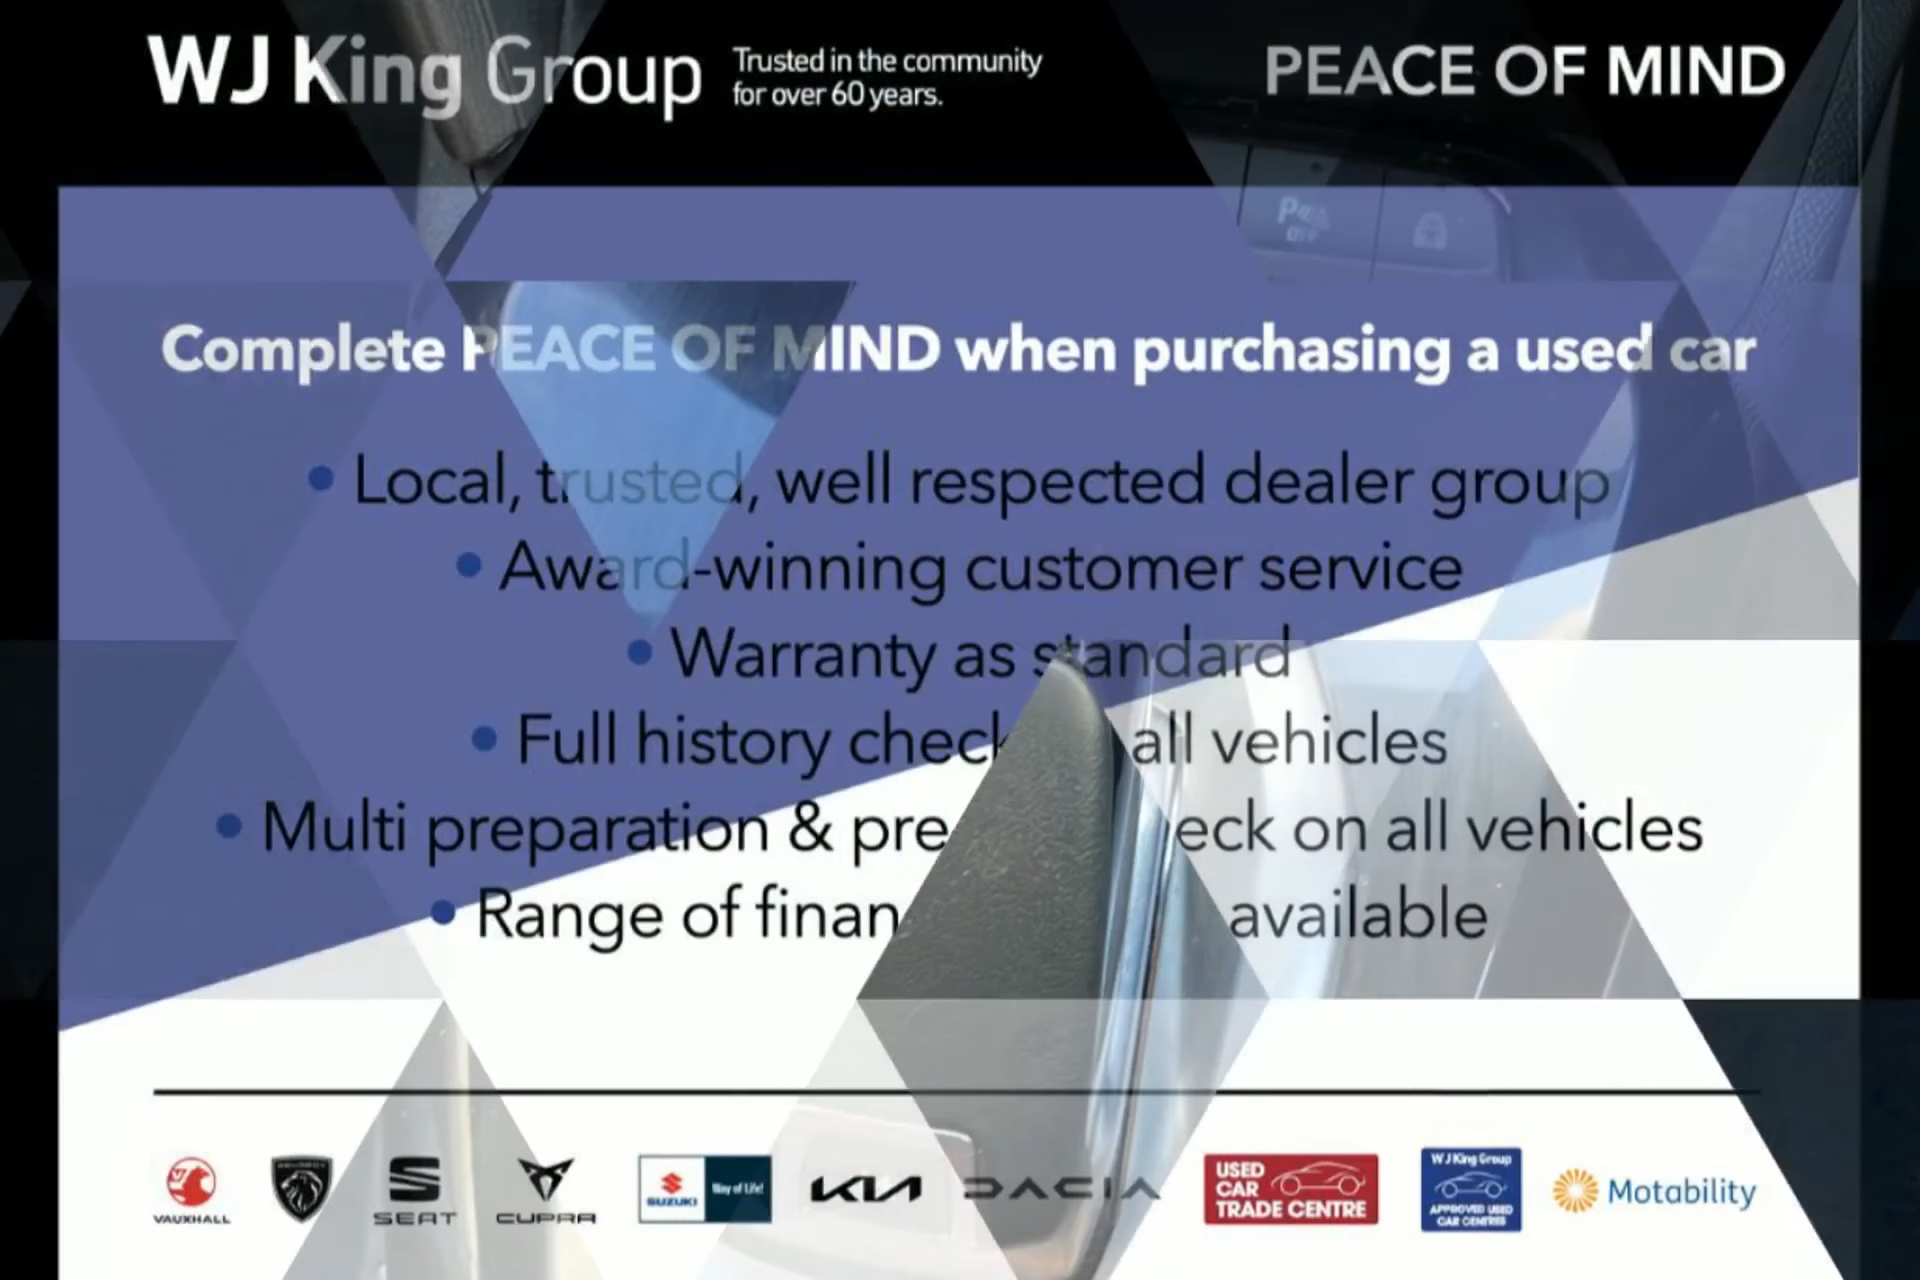 WJ King Group
Trusted in the community
for over 60 years.
PEACE OF MIND
P OFF
Complete PEACE OF MIND when purchasing a used car
• Local, trusted, well respected dealer group
• Award-winning customer service
• Warranty as standard
• Full history check all vehicles
• Multi preparation & pre eck on all vehicles
• Range of finan available
VAUXHALL
PEUGEOT
SEAT
CUPRA
SUZUKI
Way of Life!
KIA
DACIA
USED
CAR
TRADE CENTRE
WJ King Group
APPROVED USED
CAR CENTRES
Motability